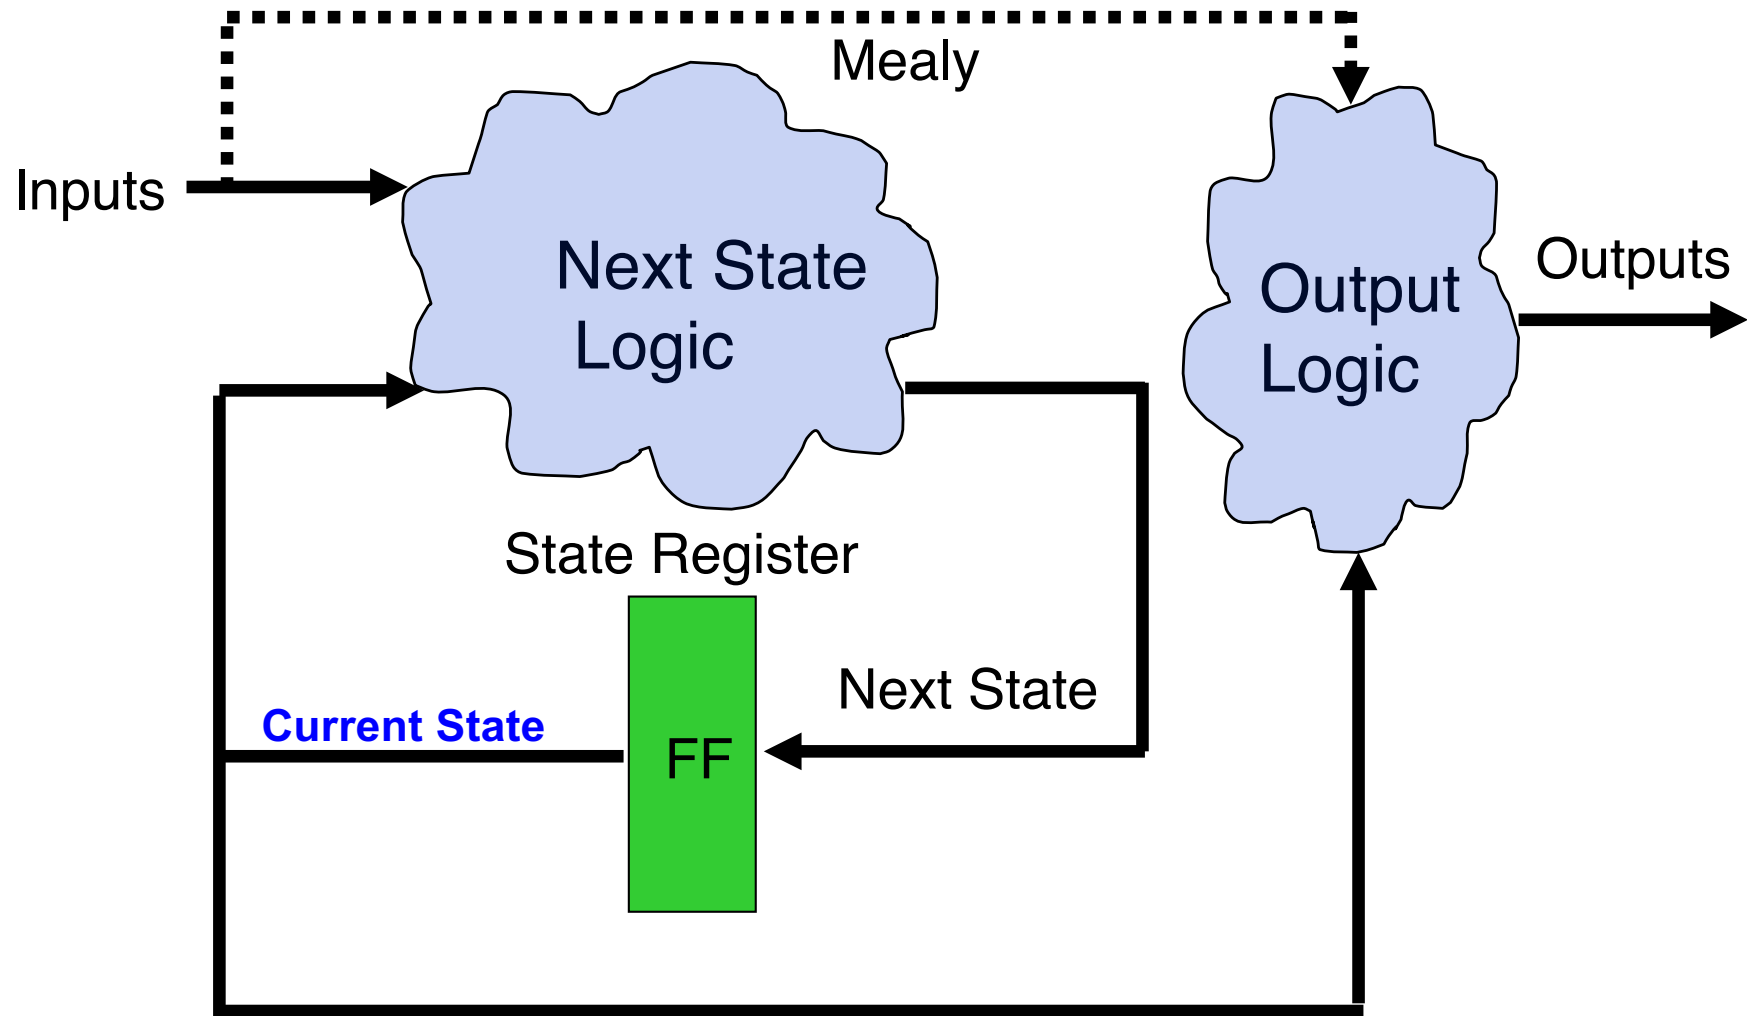 Mealy
Inputs
Next State
Logic
Output
Logic
Outputs
State Register
Next State
Current State
FF